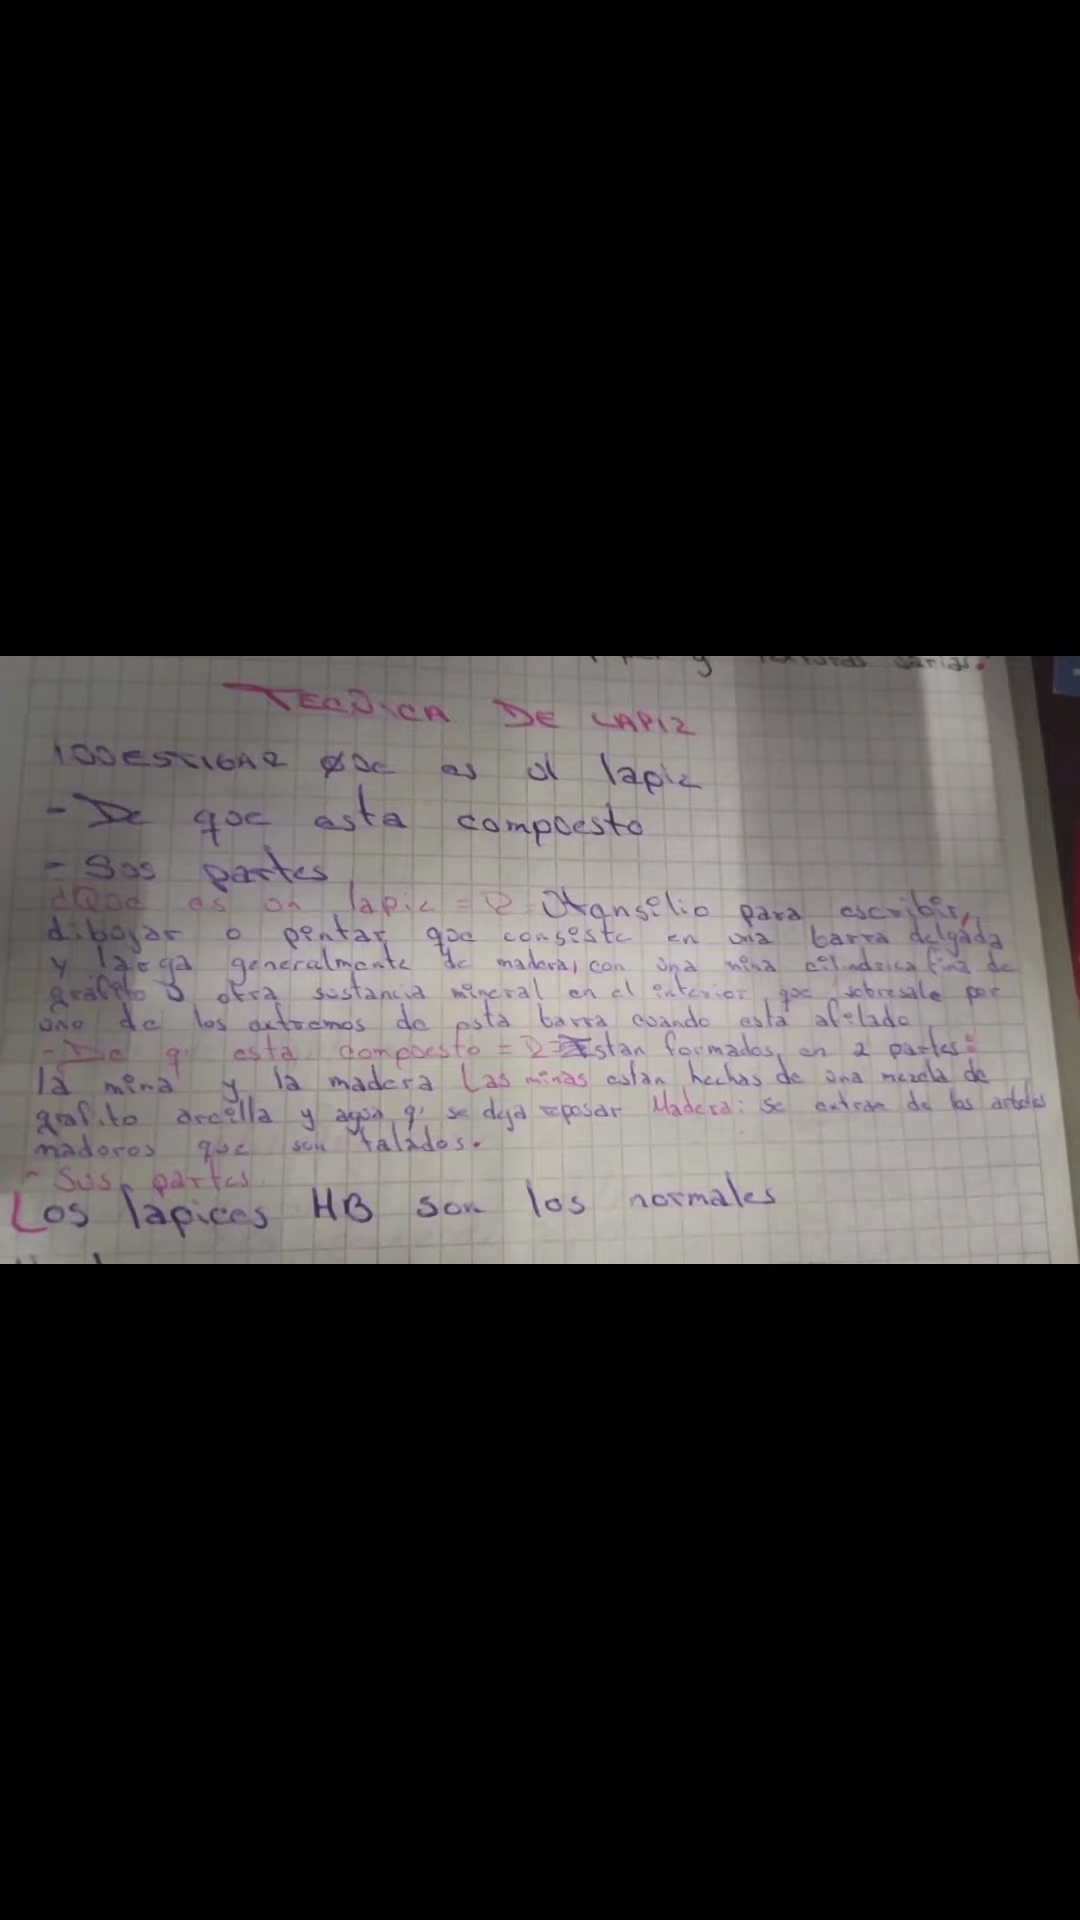 y texturas varias.
TECNICA DE LAPIZ
INVESTIGAR QUE es el lapiz
- De que esta compuesto
- Sus partes
¿Que es un lapiz = R = Utensilio para escribir,
dibujar o pintar que consiste en una barra delgada
y larga generalmente de madera, con una mina cilindrica fina de
grafito u otra sustancia mineral en el interior que sobresale por
uno de los extremos de esta barra cuando está afilado
- De q' esta compuesto = R = Estan formados en 2 partes:
la mina y la madera Las minas estan hechas de una mezcla de
grafito arcilla y agua q' se deja reposar Madera: se extrae de los arboles
maduros que son talados.
- Sus partes
Los lapices HB son los normales